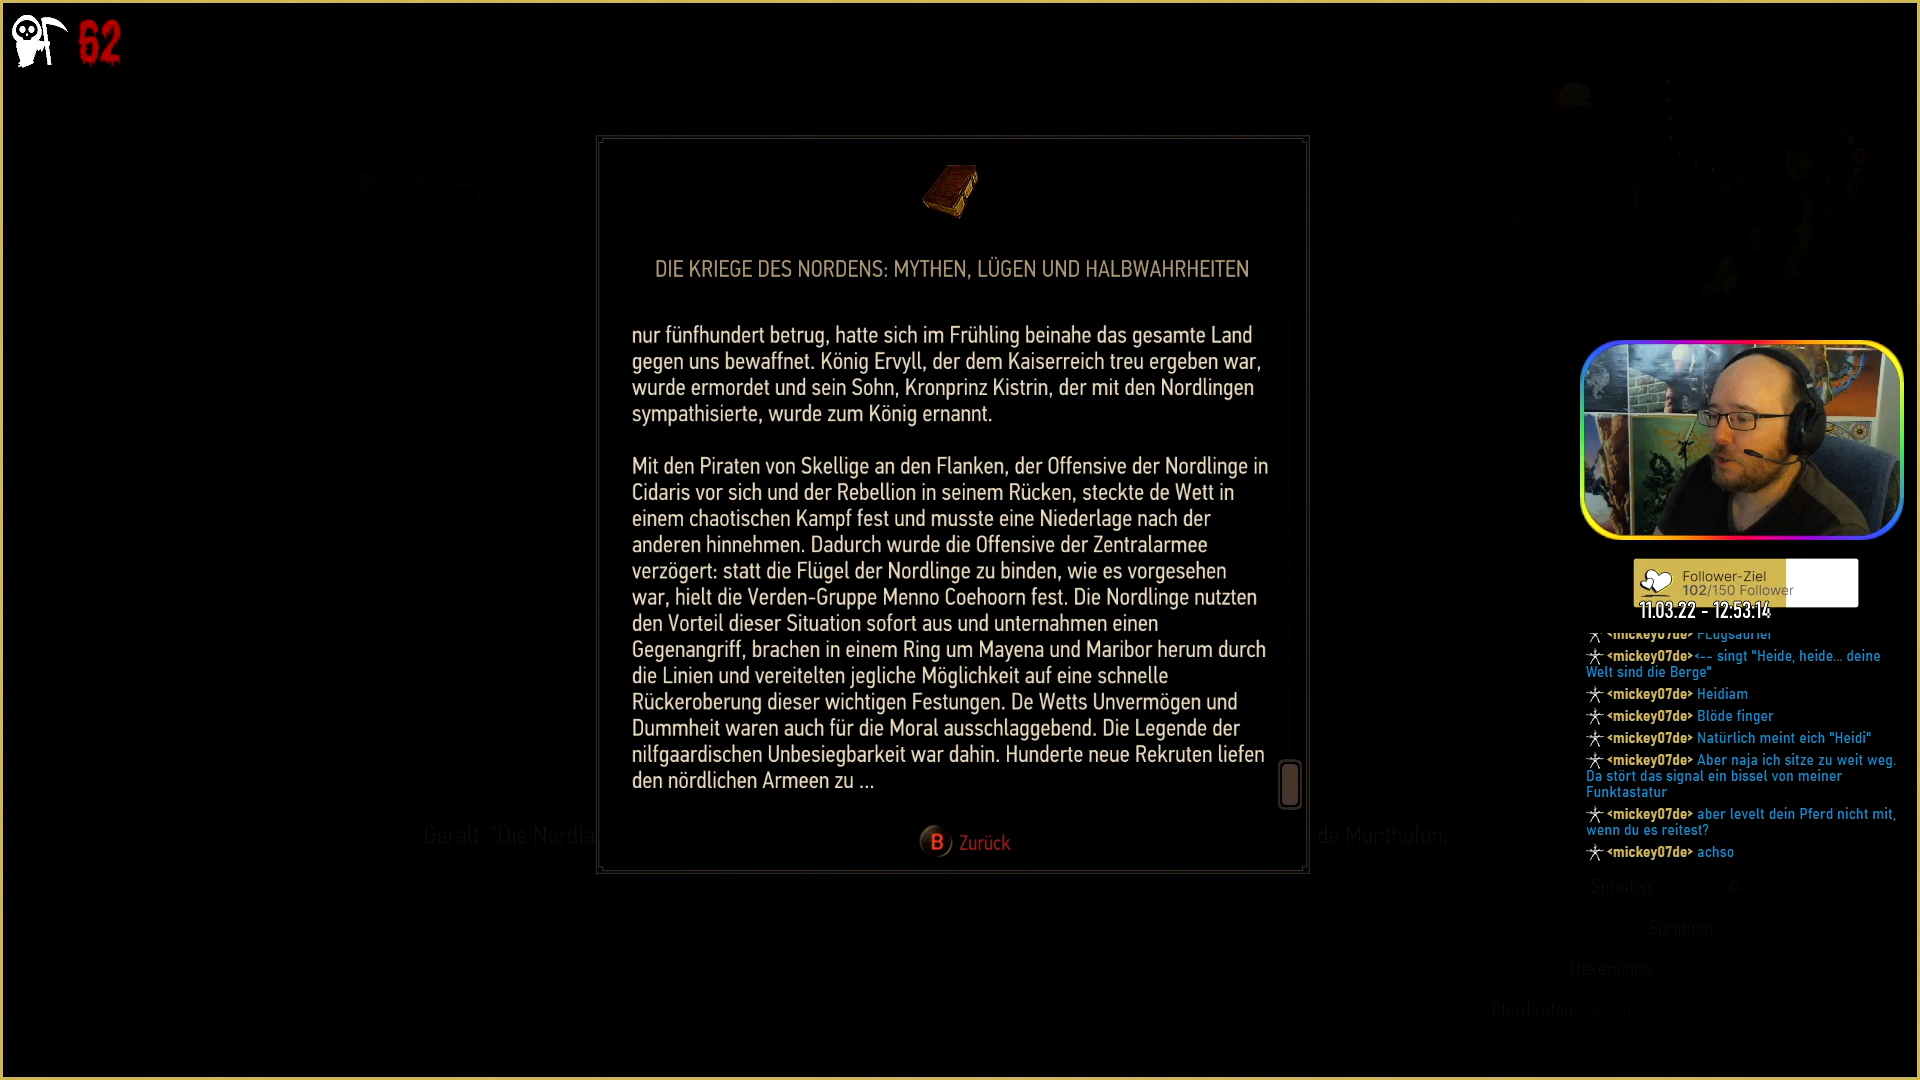 62
DIE KRIEGE DES NORDENS: MYTHEN, LÜGEN UND HALBWAHRHEITEN
nur fünfhundert betrug, hatte sich im Frühling beinahe das gesamte Land
gegen uns bewaffnet. König Ervyll, der dem Kaiserreich treu ergeben war,
wurde ermordet und sein Sohn, Kronprinz Kistrin, der mit den Nordlingen
sympathisierte, wurde zum König ernannt.
Mit den Piraten von Skellige an den Flanken, der Offensive der Nordlinge in
Cidaris vor sich und der Rebellion in seinem Rücken, steckte de Wett in
einem chaotischen Kampf fest und musste eine Niederlage nach der
anderen hinnehmen. Dadurch wurde die Offensive der Zentralarmee
verzögert: statt die Flügel der Nordlinge zu binden, wie es vorgesehen
war, hielt die Verden-Gruppe Menno Coehoorn fest. Die Nordlinge nutzten
den Vorteil dieser Situation sofort aus und unternahmen einen
Gegenangriff, brachen in einem Ring um Mayena und Maribor herum durch
die Linien und vereitelten jegliche Möglichkeit auf eine schnelle
Rückeroberung dieser wichtigen Festungen. De Wetts Unvermögen und
Dummheit waren auch für die Moral ausschlaggebend. Die Legende der
nilfgaardischen Unbesiegbarkeit war dahin. Hunderte neue Rekruten liefen
den nördlichen Armeen zu ...
B Zurück
Geralt: "Die Nordla
de Montholon.
Follower-Ziel
102/150 Follower
11.03.22 - 12:53:14
<mickey07de> FLugsaurier
<mickey07de> <-- singt "Heide, heide... deine
Welt sind die Berge"
<mickey07de> Heidiam
<mickey07de> Blöde finger
<mickey07de> Natürlich meint eich "Heidi"
<mickey07de> Aber naja ich sitze zu weit weg.
Da stört das signal ein bissel von meiner
Funktastatur
<mickey07de> aber levelt dein Pferd nicht mit,
wenn du es reitest?
<mickey07de> achso
Sprinten
Springen
Hexersinne
Pferd rufen